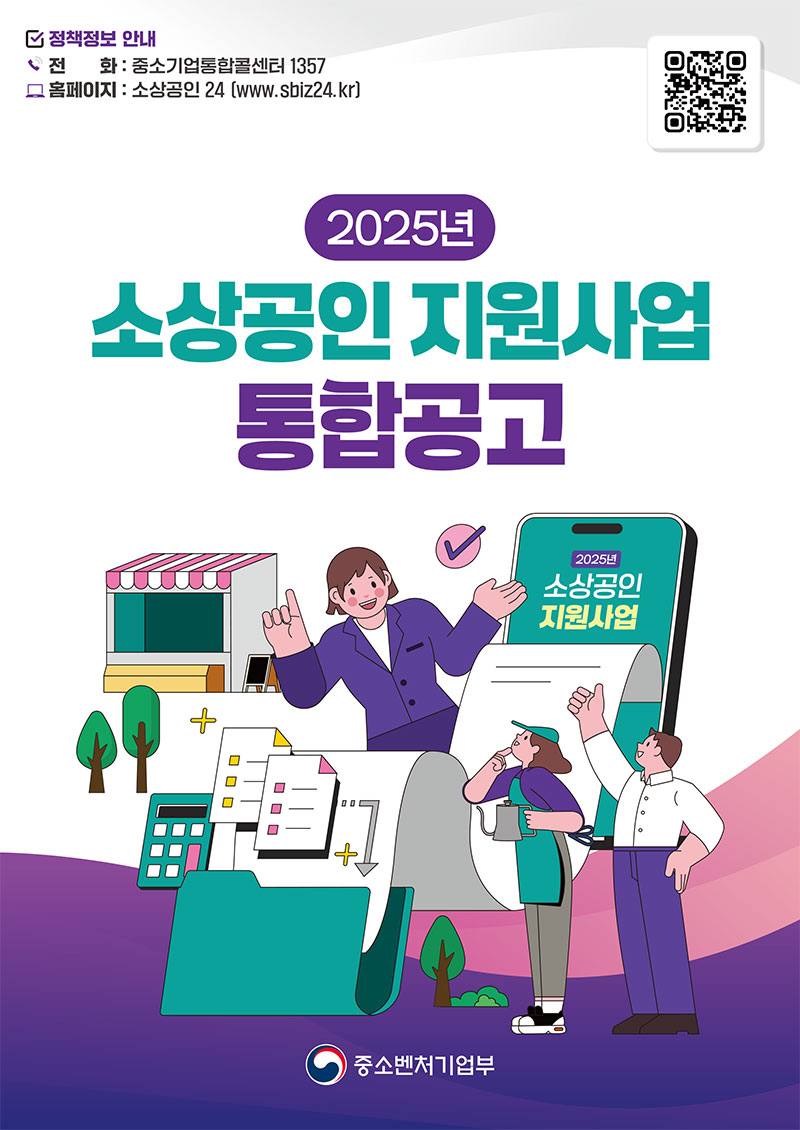 정책정보 안내
전 화 : 중소기업통합콜센터 1357
홈페이지 : 소상공인 24 (www.sbiz24.kr)
2025년
소상공인 지원사업
통합공고
2025년
소상공인
지원사업
중소벤처기업부